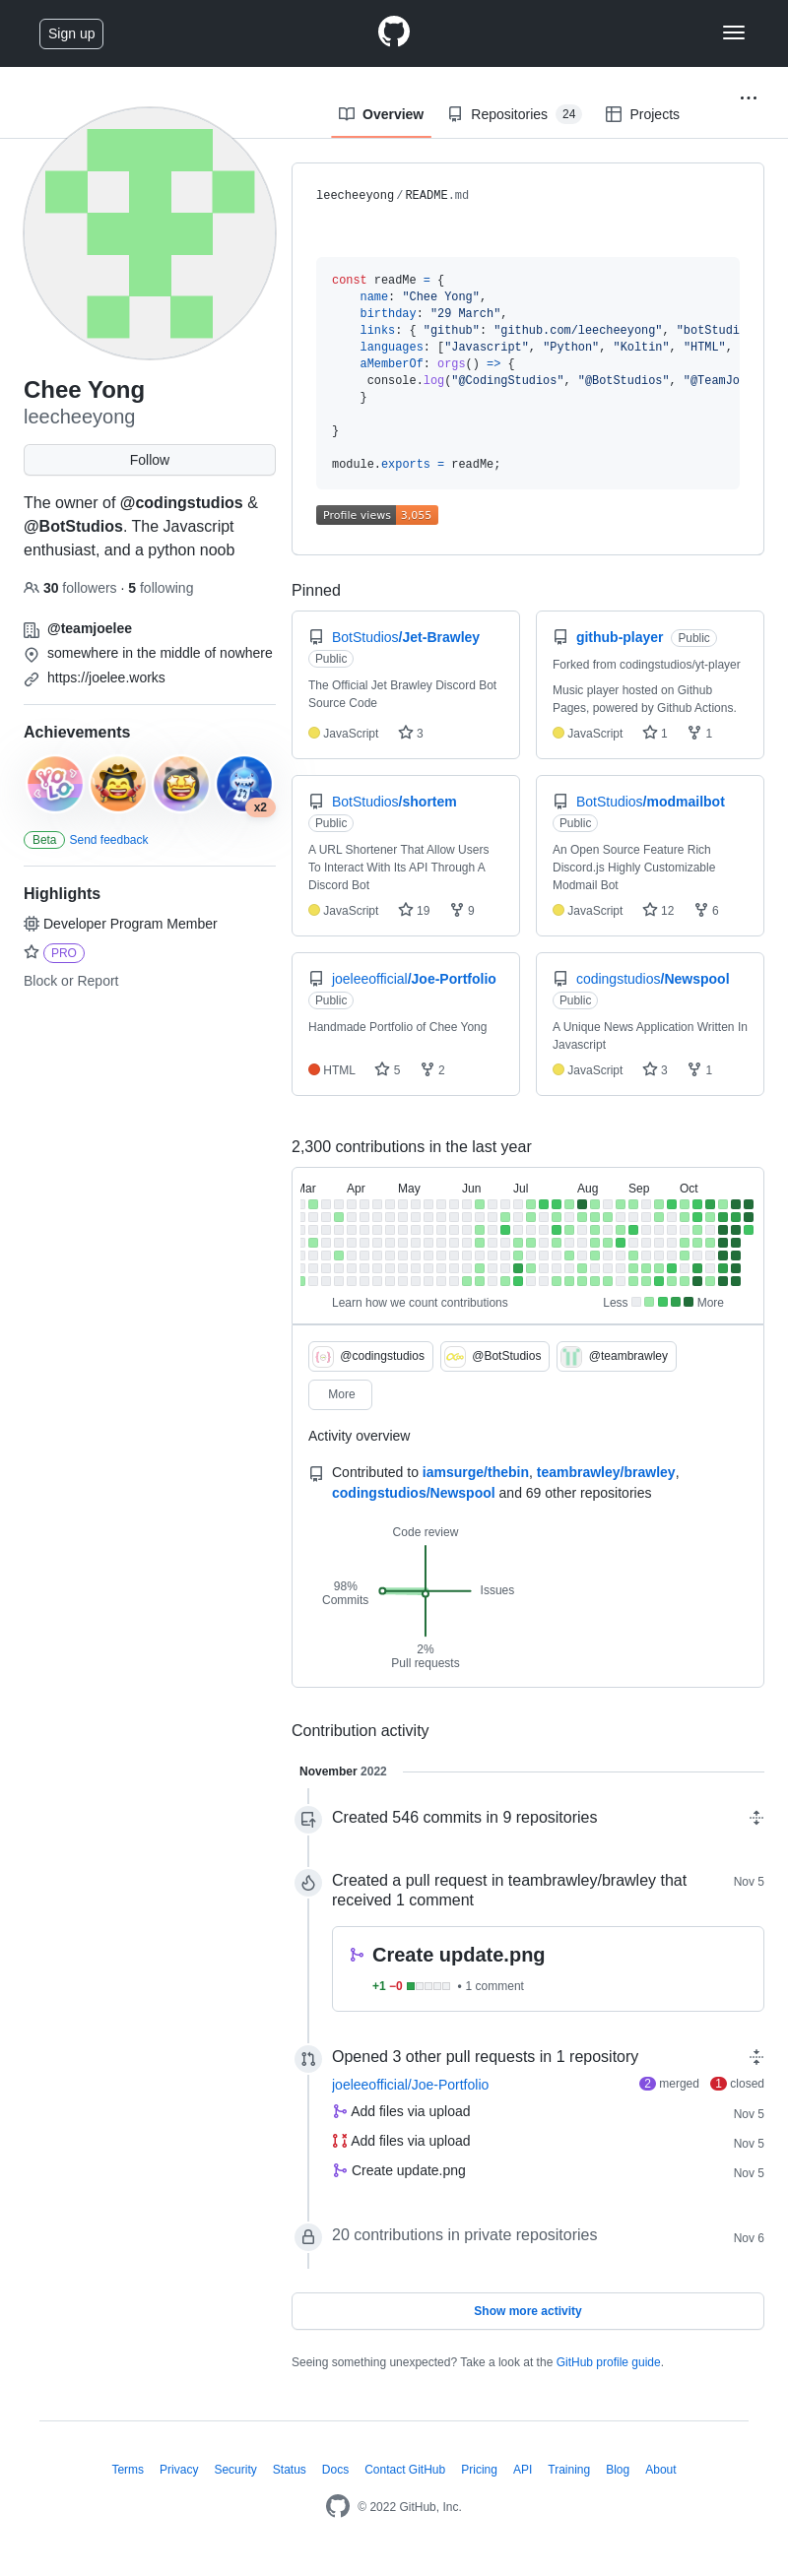 Sign up
Overview
Repositories 24
Projects
leecheeyong/README.md
const readMe = {
name: "Chee Yong",
birthday: "29 March",
links: { "github": "github.com/leecheeyong", "botStudi
languages: ["Javascript", "Python", "Koltin", "HTML",
aMemberOf: orgs() => {
console.log("@CodingStudios", "@BotStudios", "@TeamJo
}
}
module.exports = readMe;
Profile views 3,055
Chee Yong
leecheeyong
Follow
The owner of @codingstudios &
@BotStudios. The Javascript
enthusiast, and a python noob
30 followers · 5 following
@teamjoelee
somewhere in the middle of nowhere
https://joelee.works
Achievements
YOLO
x2
Beta Send feedback
Highlights
Developer Program Member
PRO
Block or Report
Pinned
BotStudios/Jet-Brawley
Public
The Official Jet Brawley Discord Bot
Source Code
JavaScript 3
github-player Public
Forked from codingstudios/yt-player
Music player hosted on Github
Pages, powered by Github Actions.
JavaScript 1 1
BotStudios/shortem
Public
A URL Shortener That Allow Users
To Interact With Its API Through A
Discord Bot
JavaScript 19 9
BotStudios/modmailbot
Public
An Open Source Feature Rich
Discord.js Highly Customizable
Modmail Bot
JavaScript 12 6
joeleeofficial/Joe-Portfolio
Public
Handmade Portfolio of Chee Yong
HTML 5 2
codingstudios/Newspool
Public
A Unique News Application Written In
Javascript
JavaScript 3 1
2,300 contributions in the last year
Mar Apr May Jun Jul Aug Sep Oct
Learn how we count contributions
Less More
@codingstudios
@BotStudios
@teambrawley
More
Activity overview
Contributed to iamsurge/thebin, teambrawley/brawley,
codingstudios/Newspool and 69 other repositories
Code review
98%
Commits
Issues
2%
Pull requests
Contribution activity
November 2022
Created 546 commits in 9 repositories
Created a pull request in teambrawley/brawley that
received 1 comment
Nov 5
Create update.png
+1 −0 • 1 comment
Opened 3 other pull requests in 1 repository
joeleeofficial/Joe-Portfolio
2 merged 1 closed
Add files via upload Nov 5
Add files via upload Nov 5
Create update.png Nov 5
20 contributions in private repositories Nov 6
Show more activity
Seeing something unexpected? Take a look at the GitHub profile guide.
Terms Privacy Security Status Docs Contact GitHub Pricing API Training Blog About
© 2022 GitHub, Inc.